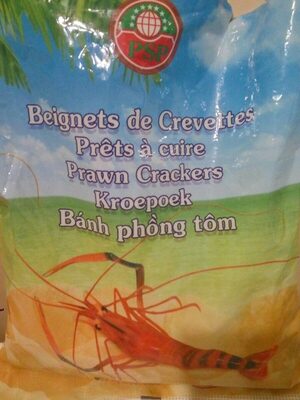 PSP
Beignets de Crevettes
Prêts à cuire
Prawn Crackers
Kroepoek
Bánh phồng tôm